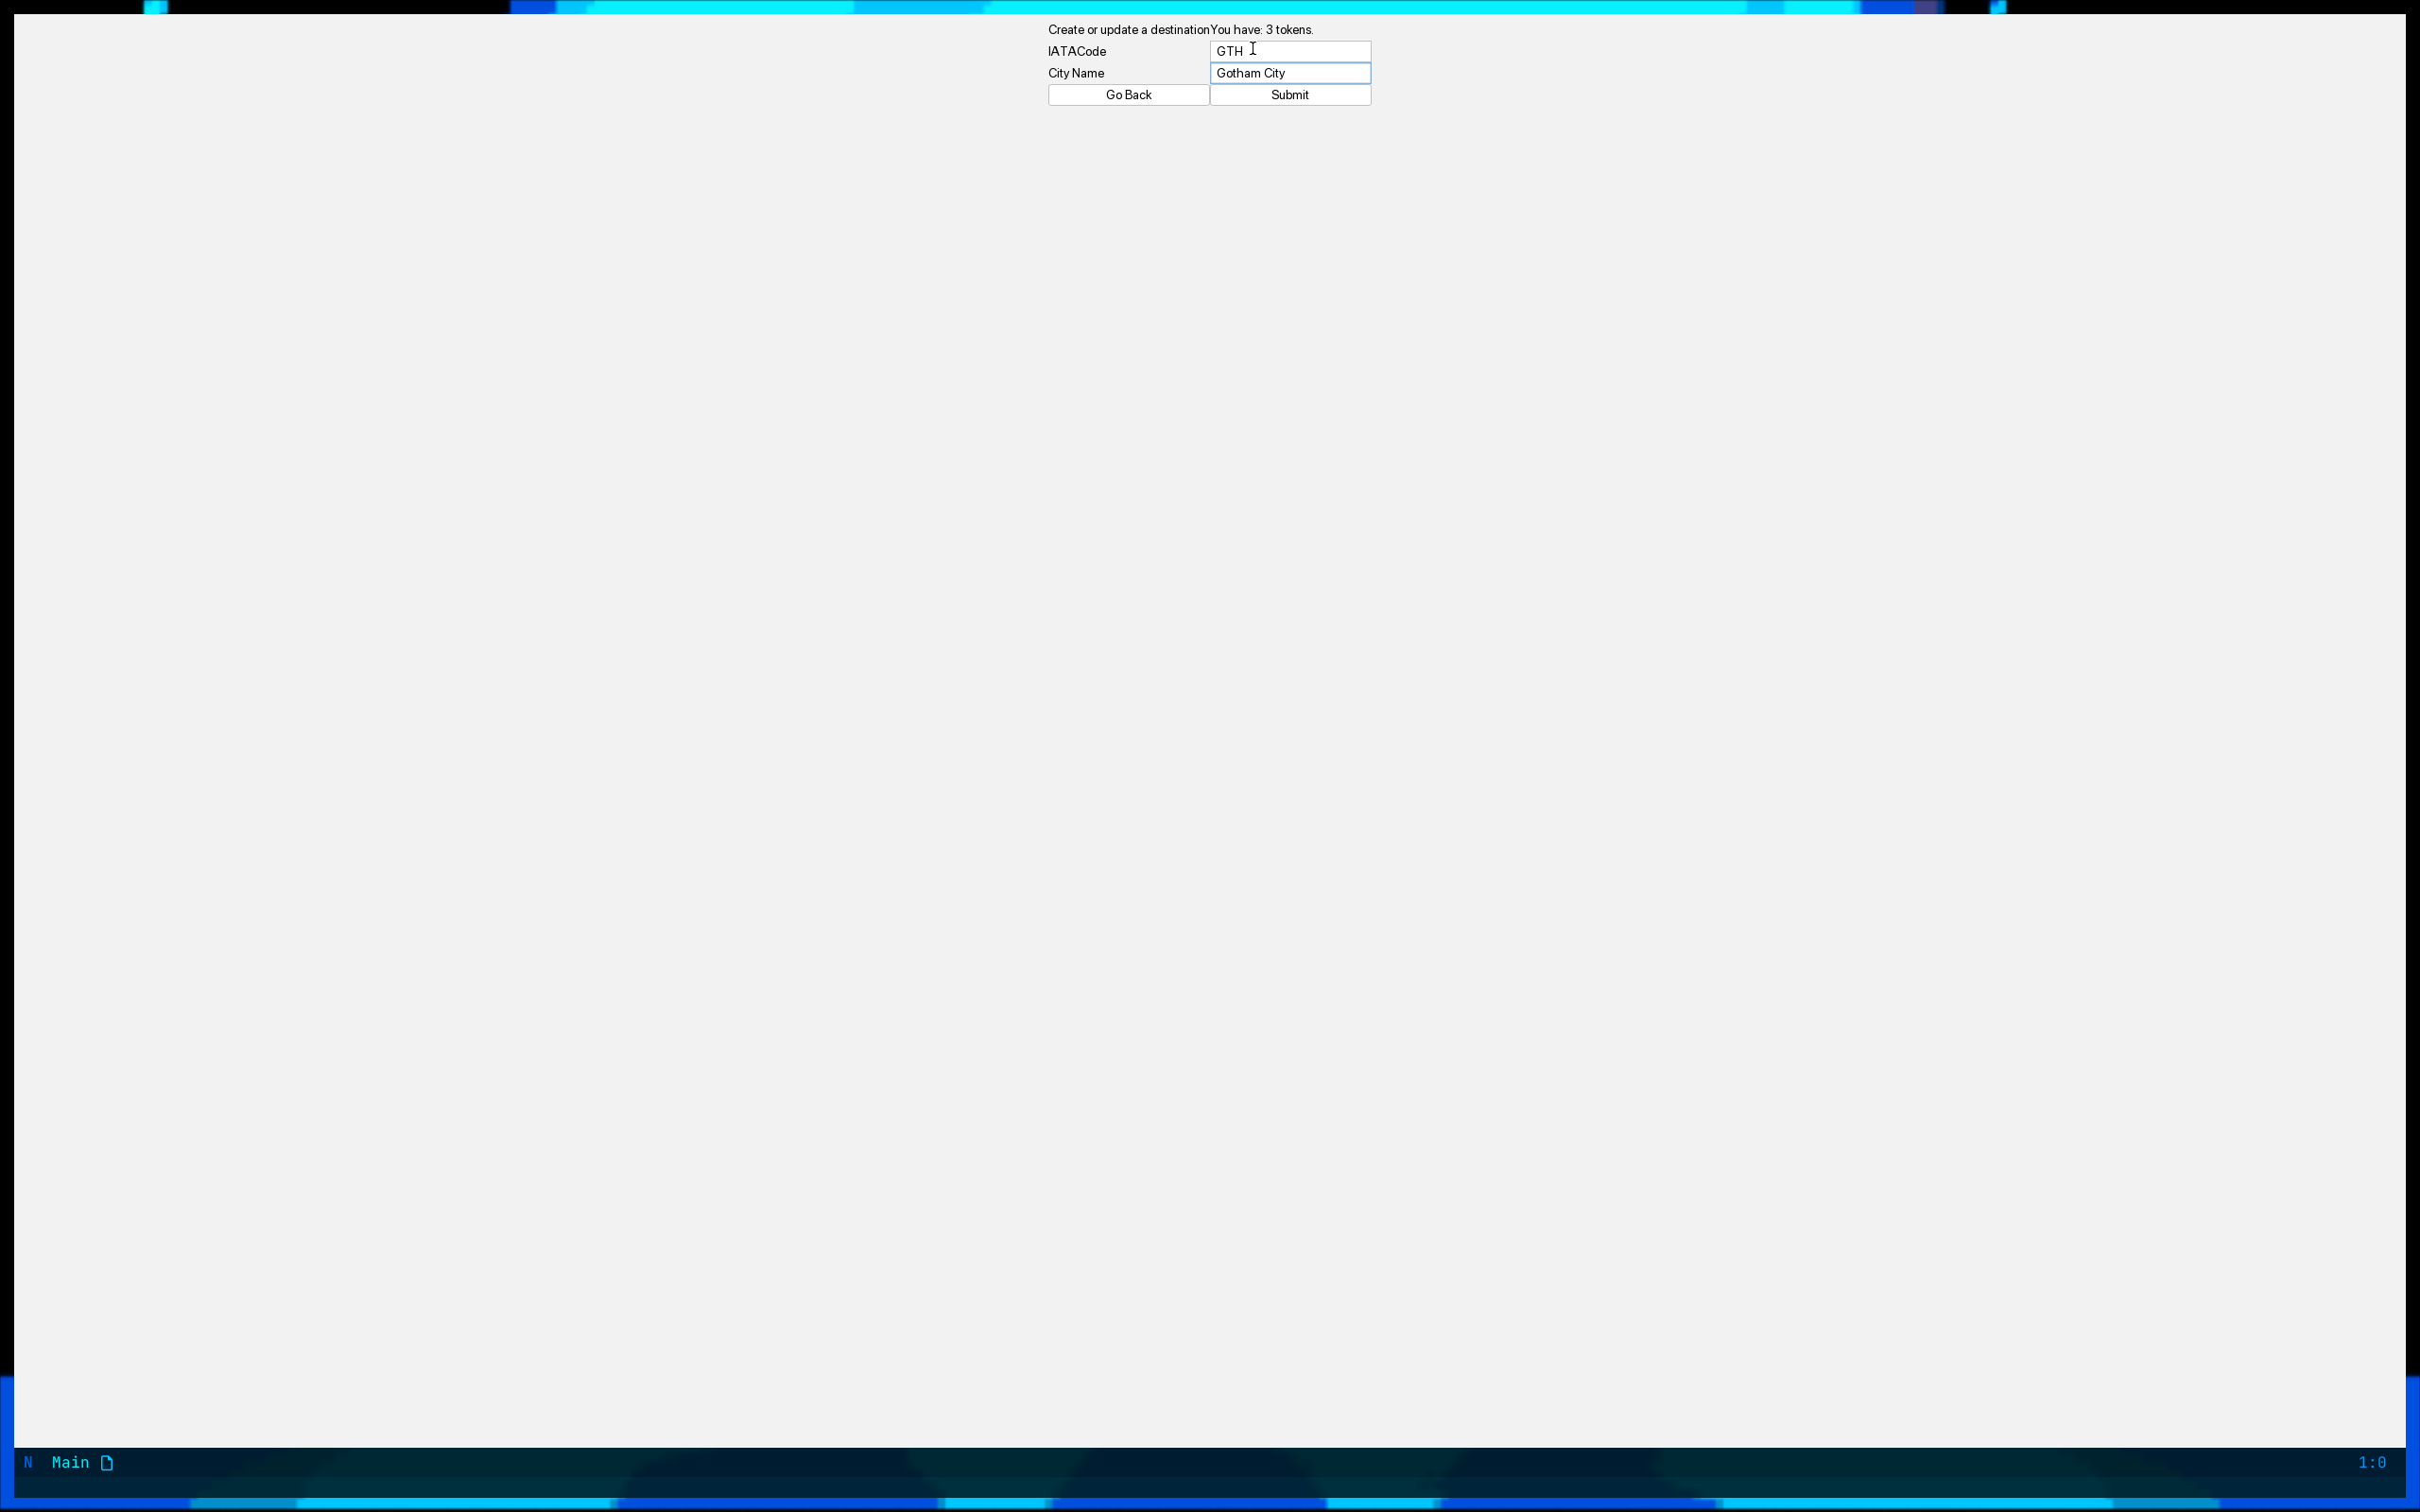 Create or update a destination You have: 3 tokens.
IATACode GTH
City Name Gotham City
Go Back Submit
N Main 1:0